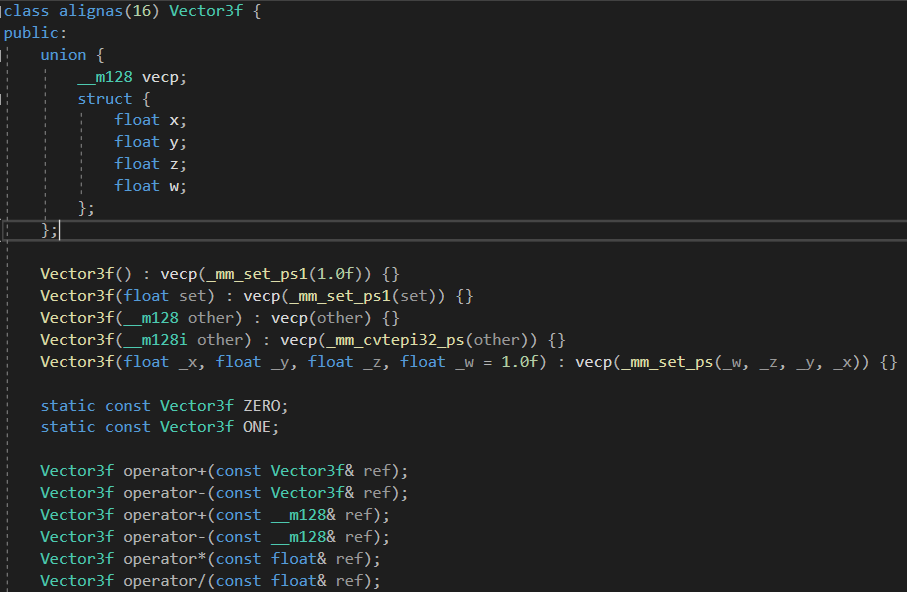 class alignas(16) Vector3f {
public:
    union {
        __m128 vecp;
        struct {
            float x;
            float y;
            float z;
            float w;
        };
    };

    Vector3f() : vecp(_mm_set_ps1(1.0f)) {}
    Vector3f(float set) : vecp(_mm_set_ps1(set)) {}
    Vector3f(__m128 other) : vecp(other) {}
    Vector3f(__m128i other) : vecp(_mm_cvtepi32_ps(other)) {}
    Vector3f(float _x, float _y, float _z, float _w = 1.0f) : vecp(_mm_set_ps(_w, _z, _y, _x)) {}

    static const Vector3f ZERO;
    static const Vector3f ONE;

    Vector3f operator+(const Vector3f& ref);
    Vector3f operator-(const Vector3f& ref);
    Vector3f operator+(const __m128& ref);
    Vector3f operator-(const __m128& ref);
    Vector3f operator*(const float& ref);
    Vector3f operator/(const float& ref);